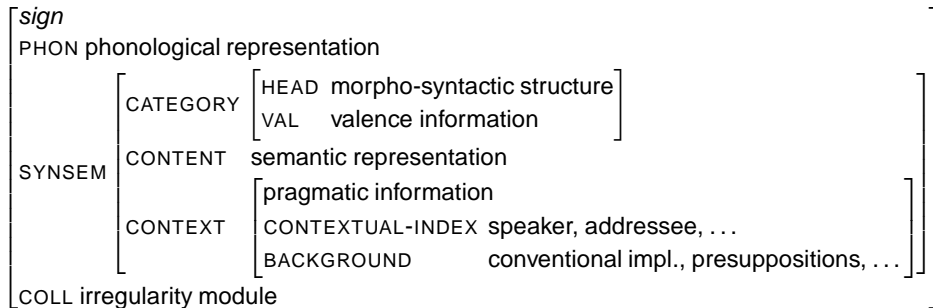 sign
PHON phonological representation
CATEGORY HEAD morpho-syntactic structure
VAL valence information
SYNSEM CONTENT semantic representation
pragmatic information
CONTEXT CONTEXTUAL-INDEX speaker, addressee, ...
BACKGROUND conventional impl., presuppositions, ...
COLL irregularity module